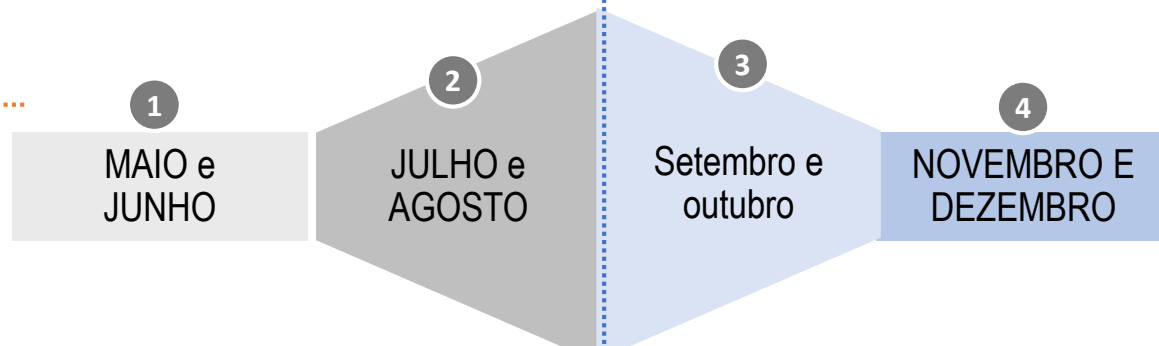 1
MAIO e
JUNHO
2
JULHO e
AGOSTO
3
Setembro e
outubro
4
NOVEMBRO E
DEZEMBRO